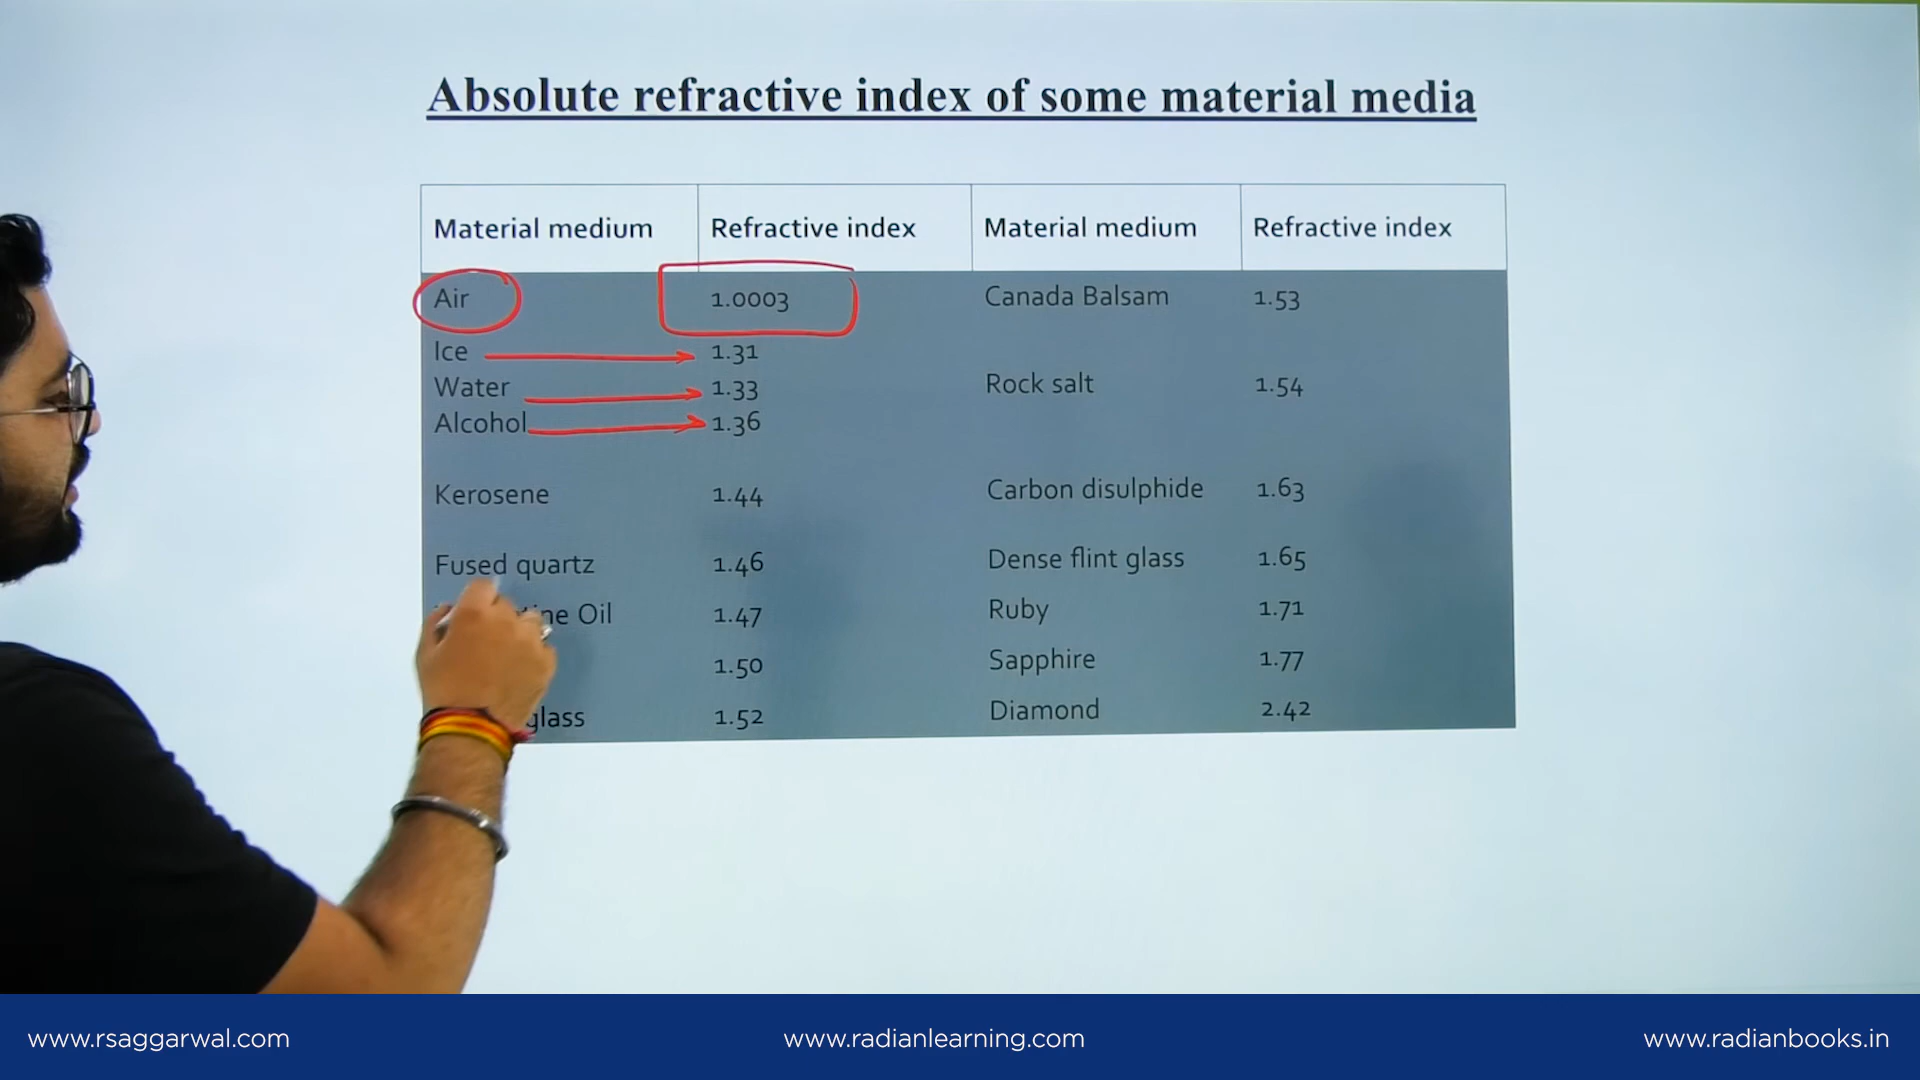 Absolute refractive index of some material media
Material medium Refractive index Material medium Refractive index
Air 1.0003 Canada Balsam 1.53
Ice 1.31
Water 1.33 Rock salt 1.54
Alcohol 1.36
Kerosene 1.44 Carbon disulphide 1.63
Fused quartz 1.46 Dense flint glass 1.65
Oil 1.47 Ruby 1.71
1.50 Sapphire 1.77
glass 1.52 Diamond 2.42
www.rsaggarwal.com www.radianlearning.com www.radianbooks.in